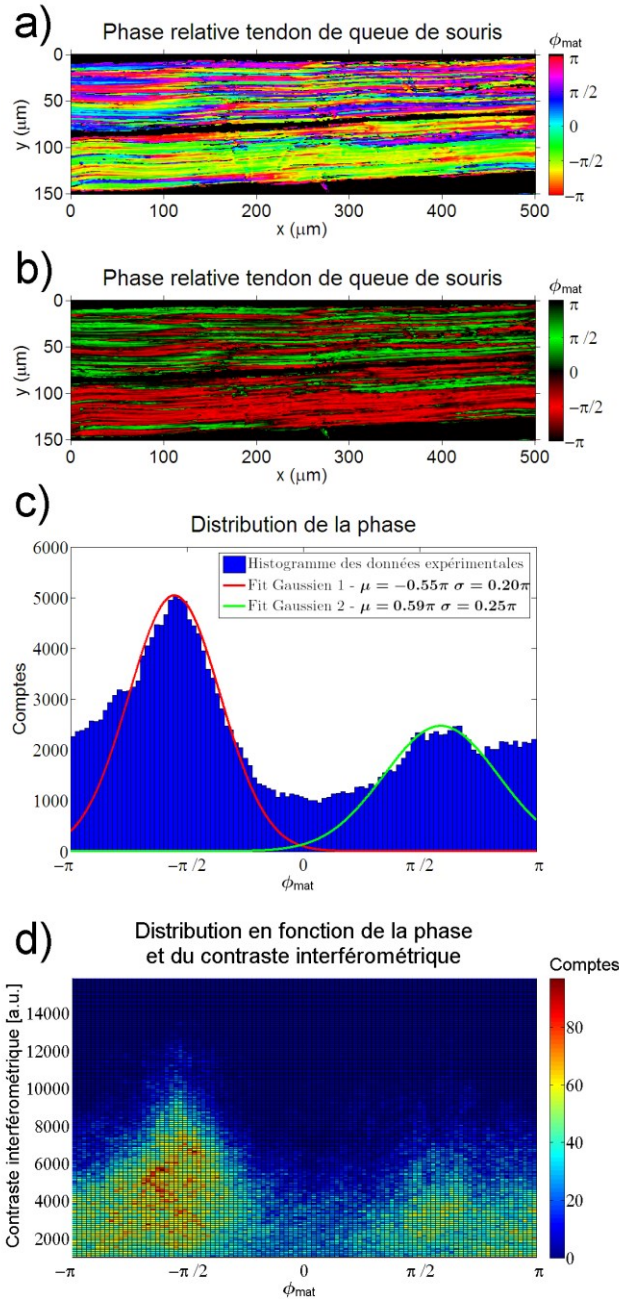 a)
Phase relative tendon de queue de souris
ϕmat
y (μm)
0
50
100
150
π
π /2
0
−π/2
−π
0 100 200 300 400 500
x (μm)
b)
Phase relative tendon de queue de souris
ϕmat
y (μm)
0
50
100
150
π
π /2
0
−π/2
−π
0 100 200 300 400 500
x (μm)
c)
Distribution de la phase
Comptes
6000
5000
4000
3000
2000
1000
0
Histogramme des données expérimentales
Fit Gaussien 1 - μ = −0.55π σ = 0.20π
Fit Gaussien 2 - μ = 0.59π σ = 0.25π
−π −π /2 0 π /2 π
ϕmat
d)
Distribution en fonction de la phase
et du contraste interférométrique
Comptes
Contraste interférométrique [a.u.]
14000
12000
10000
8000
6000
4000
2000
80
60
40
20
0
−π −π /2 0 π /2 π
ϕmat